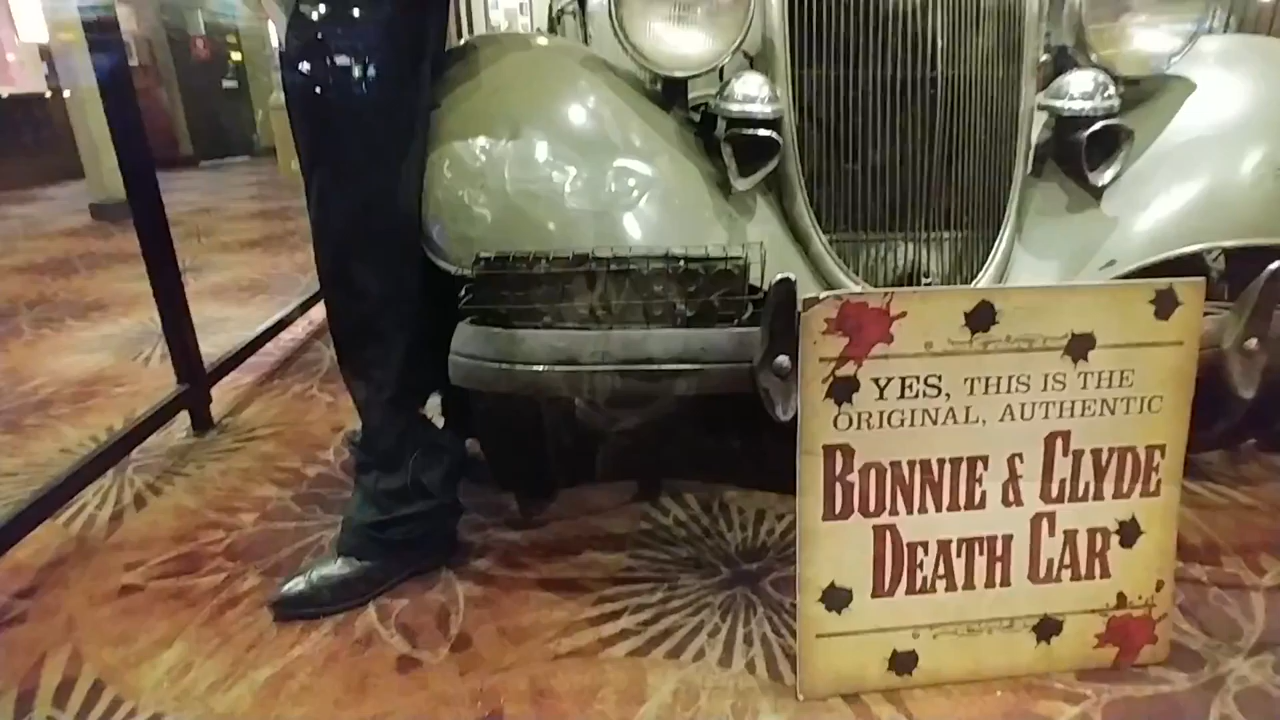 YES, THIS IS THE
ORIGINAL, AUTHENTIC
BONNIE & CLYDE
DEATH CAR